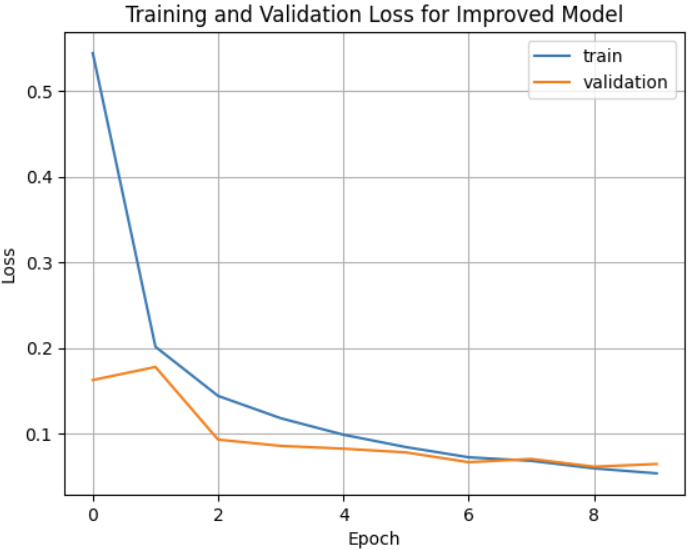 Training and Validation Loss for Improved Model
train
validation
0.5
0.4
0.3
0.2
0.1
Loss
0 2 4 6 8
Epoch